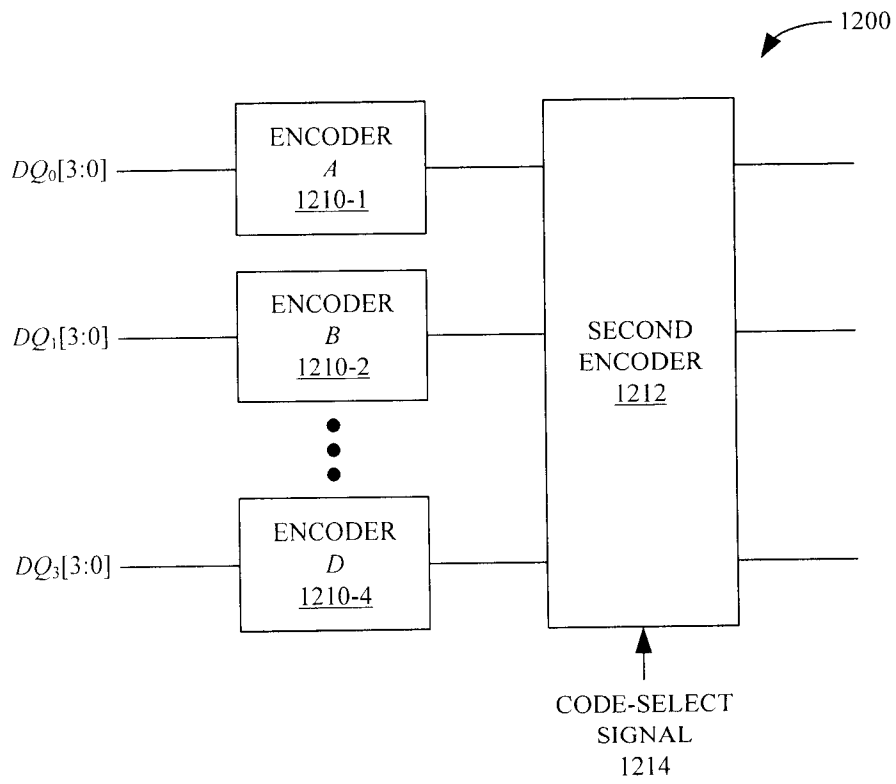 1200
ENCODER
A
1210-1
DQ₀[3:0]
ENCODER
B
1210-2
DQ₁[3:0]
SECOND
ENCODER
1212
ENCODER
D
1210-4
DQ₃[3:0]
CODE-SELECT
SIGNAL
1214